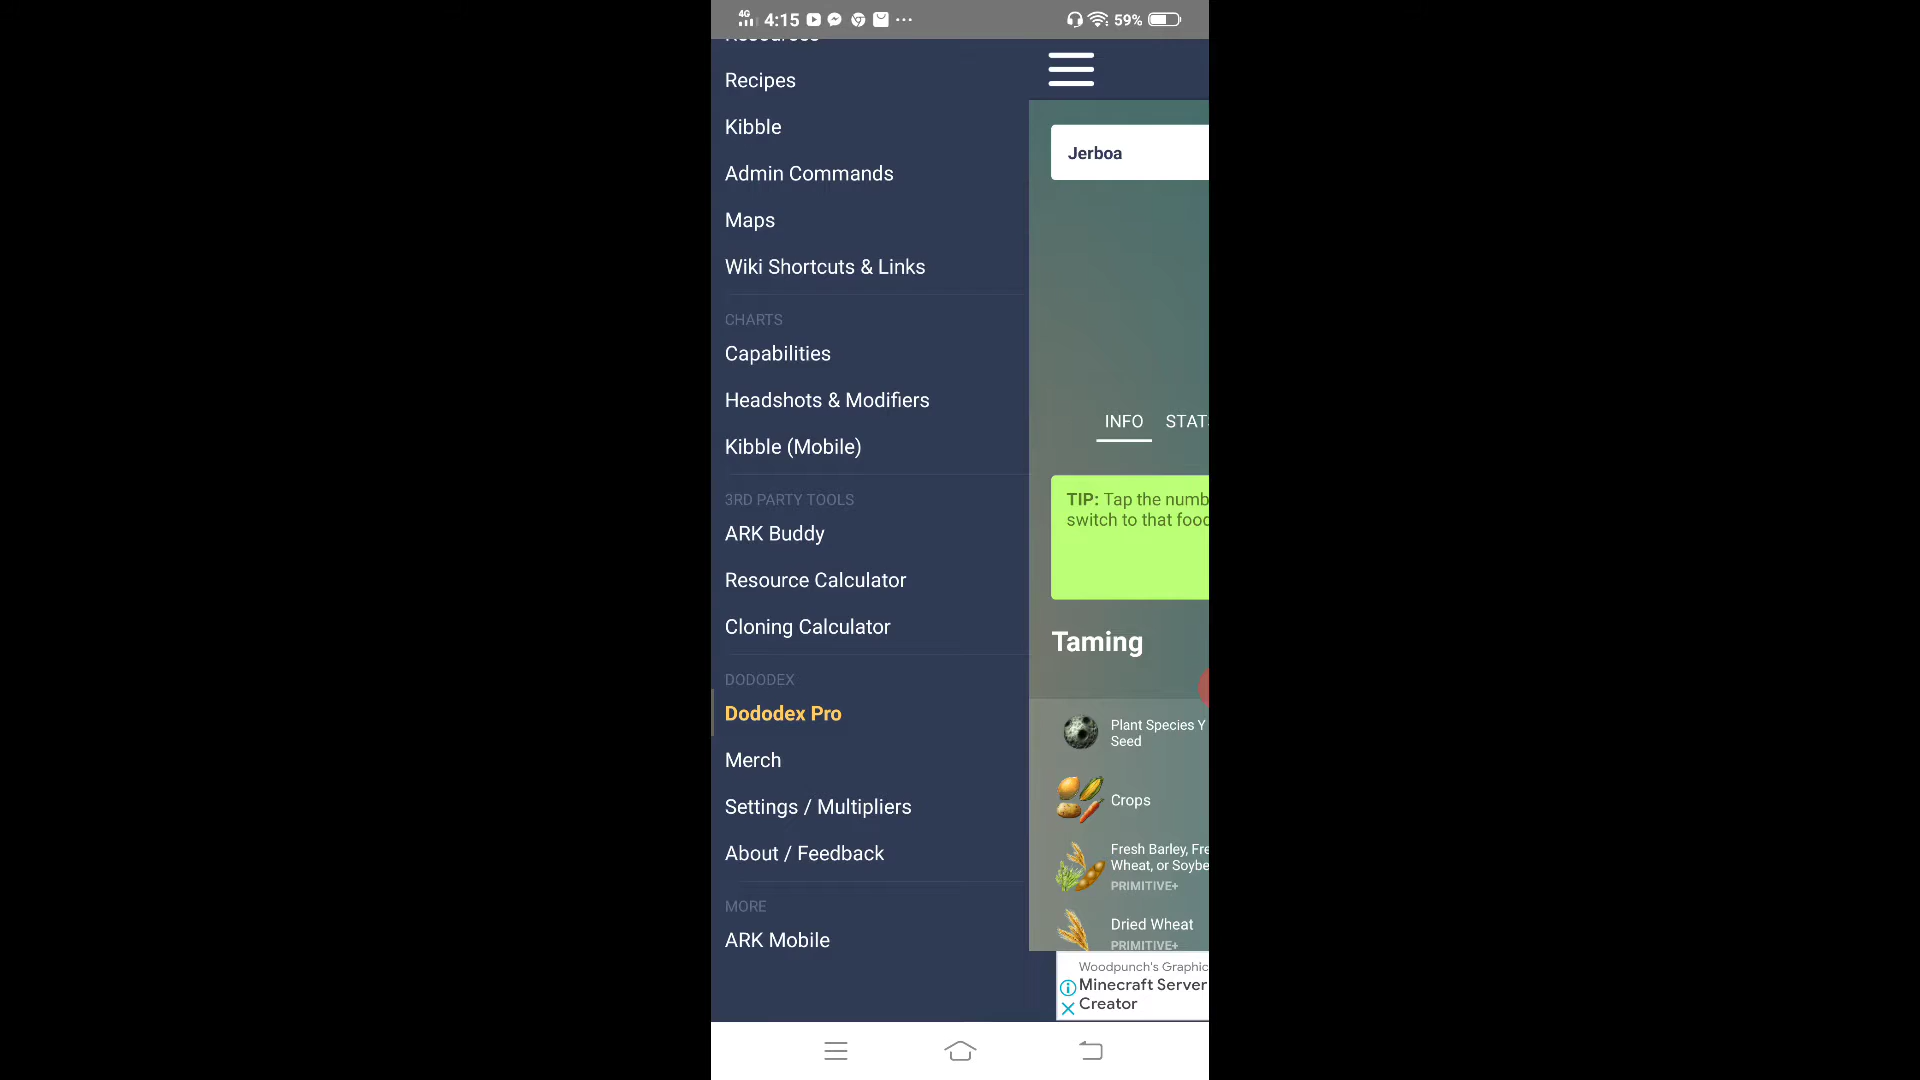 4G 4:15 59%
Recipes
Kibble
Admin Commands
Maps
Wiki Shortcuts & Links
CHARTS
Capabilities
Headshots & Modifiers
Kibble (Mobile)
3RD PARTY TOOLS
ARK Buddy
Resource Calculator
Cloning Calculator
DODODEX
Dododex Pro
Merch
Settings / Multipliers
About / Feedback
MORE
ARK Mobile
Jerboa
INFO STAT
TIP: Tap the numb
switch to that food
Taming
Plant Species Y
Seed
Crops
Fresh Barley, Fre
Wheat, or Soybe
PRIMITIVE+
Dried Wheat
PRIMITIVE+
Woodpunch's Graphic
Minecraft Server
Creator